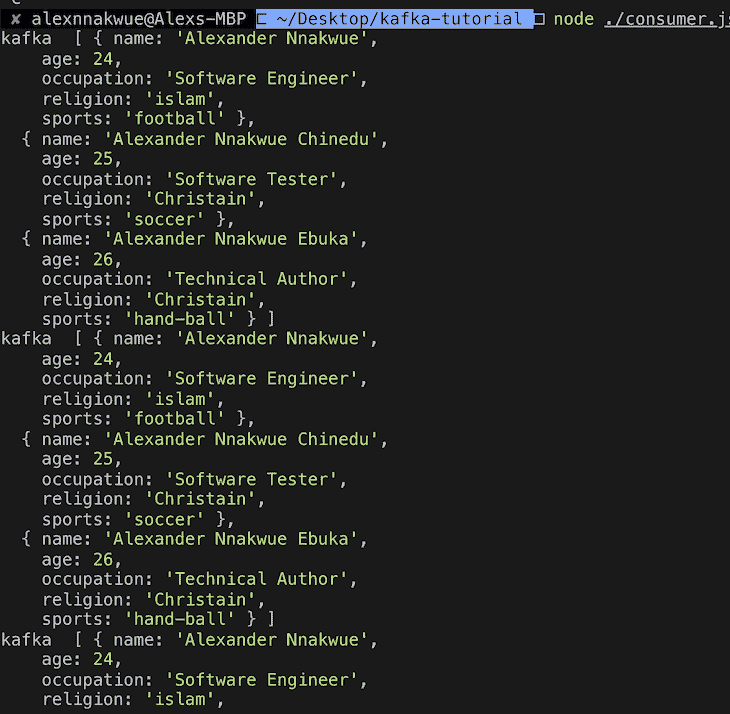 ✘ alexnnakwue@Alexs-MBP ~/Desktop/kafka-tutorial node ./consumer.js
kafka [ { name: 'Alexander Nnakwue',
age: 24,
occupation: 'Software Engineer',
religion: 'islam',
sports: 'football' },
{ name: 'Alexander Nnakwue Chinedu',
age: 25,
occupation: 'Software Tester',
religion: 'Christain',
sports: 'soccer' },
{ name: 'Alexander Nnakwue Ebuka',
age: 26,
occupation: 'Technical Author',
religion: 'Christain',
sports: 'hand-ball' } ]
kafka [ { name: 'Alexander Nnakwue',
age: 24,
occupation: 'Software Engineer',
religion: 'islam',
sports: 'football' },
{ name: 'Alexander Nnakwue Chinedu',
age: 25,
occupation: 'Software Tester',
religion: 'Christain',
sports: 'soccer' },
{ name: 'Alexander Nnakwue Ebuka',
age: 26,
occupation: 'Technical Author',
religion: 'Christain',
sports: 'hand-ball' } ]
kafka [ { name: 'Alexander Nnakwue',
age: 24,
occupation: 'Software Engineer',
religion: 'islam',